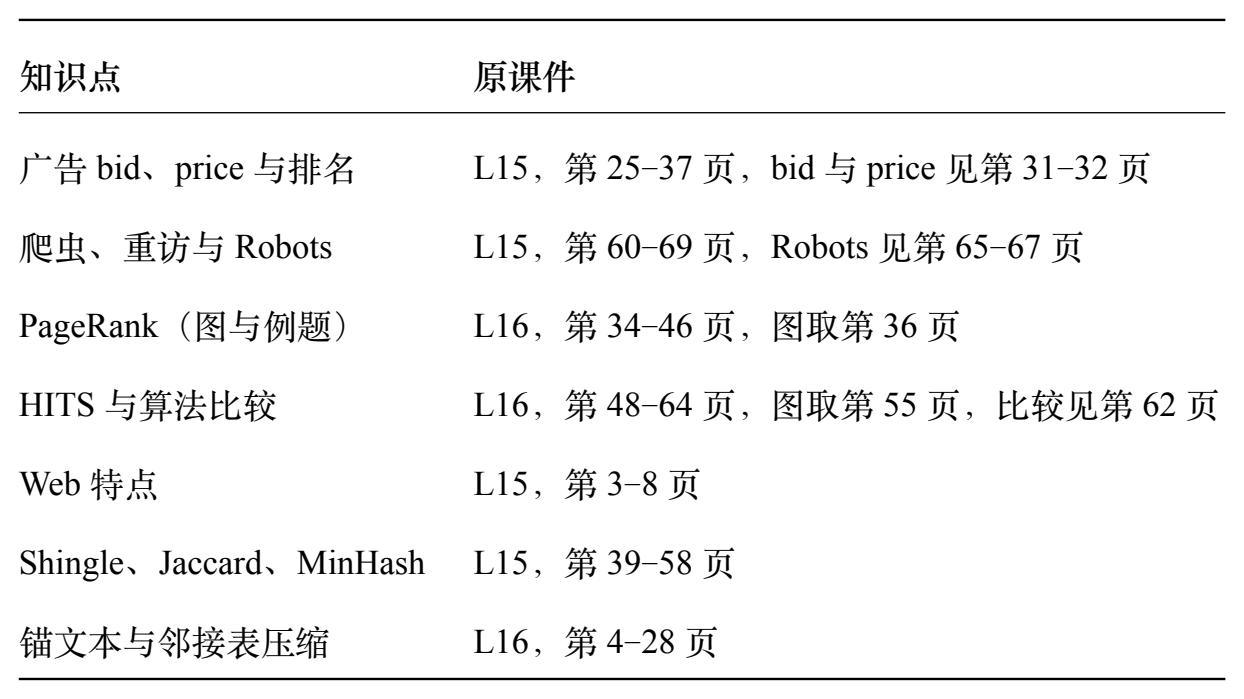 知识点 原课件
广告 bid、price 与排名 L15，第 25–37 页，bid 与 price 见第 31–32 页
爬虫、重访与 Robots L15，第 60–69 页，Robots 见第 65–67 页
PageRank（图与例题） L16，第 34–46 页，图取第 36 页
HITS 与算法比较 L16，第 48–64 页，图取第 55 页，比较见第 62 页
Web 特点 L15，第 3–8 页
Shingle、Jaccard、MinHash L15，第 39–58 页
锚文本与邻接表压缩 L16，第 4–28 页